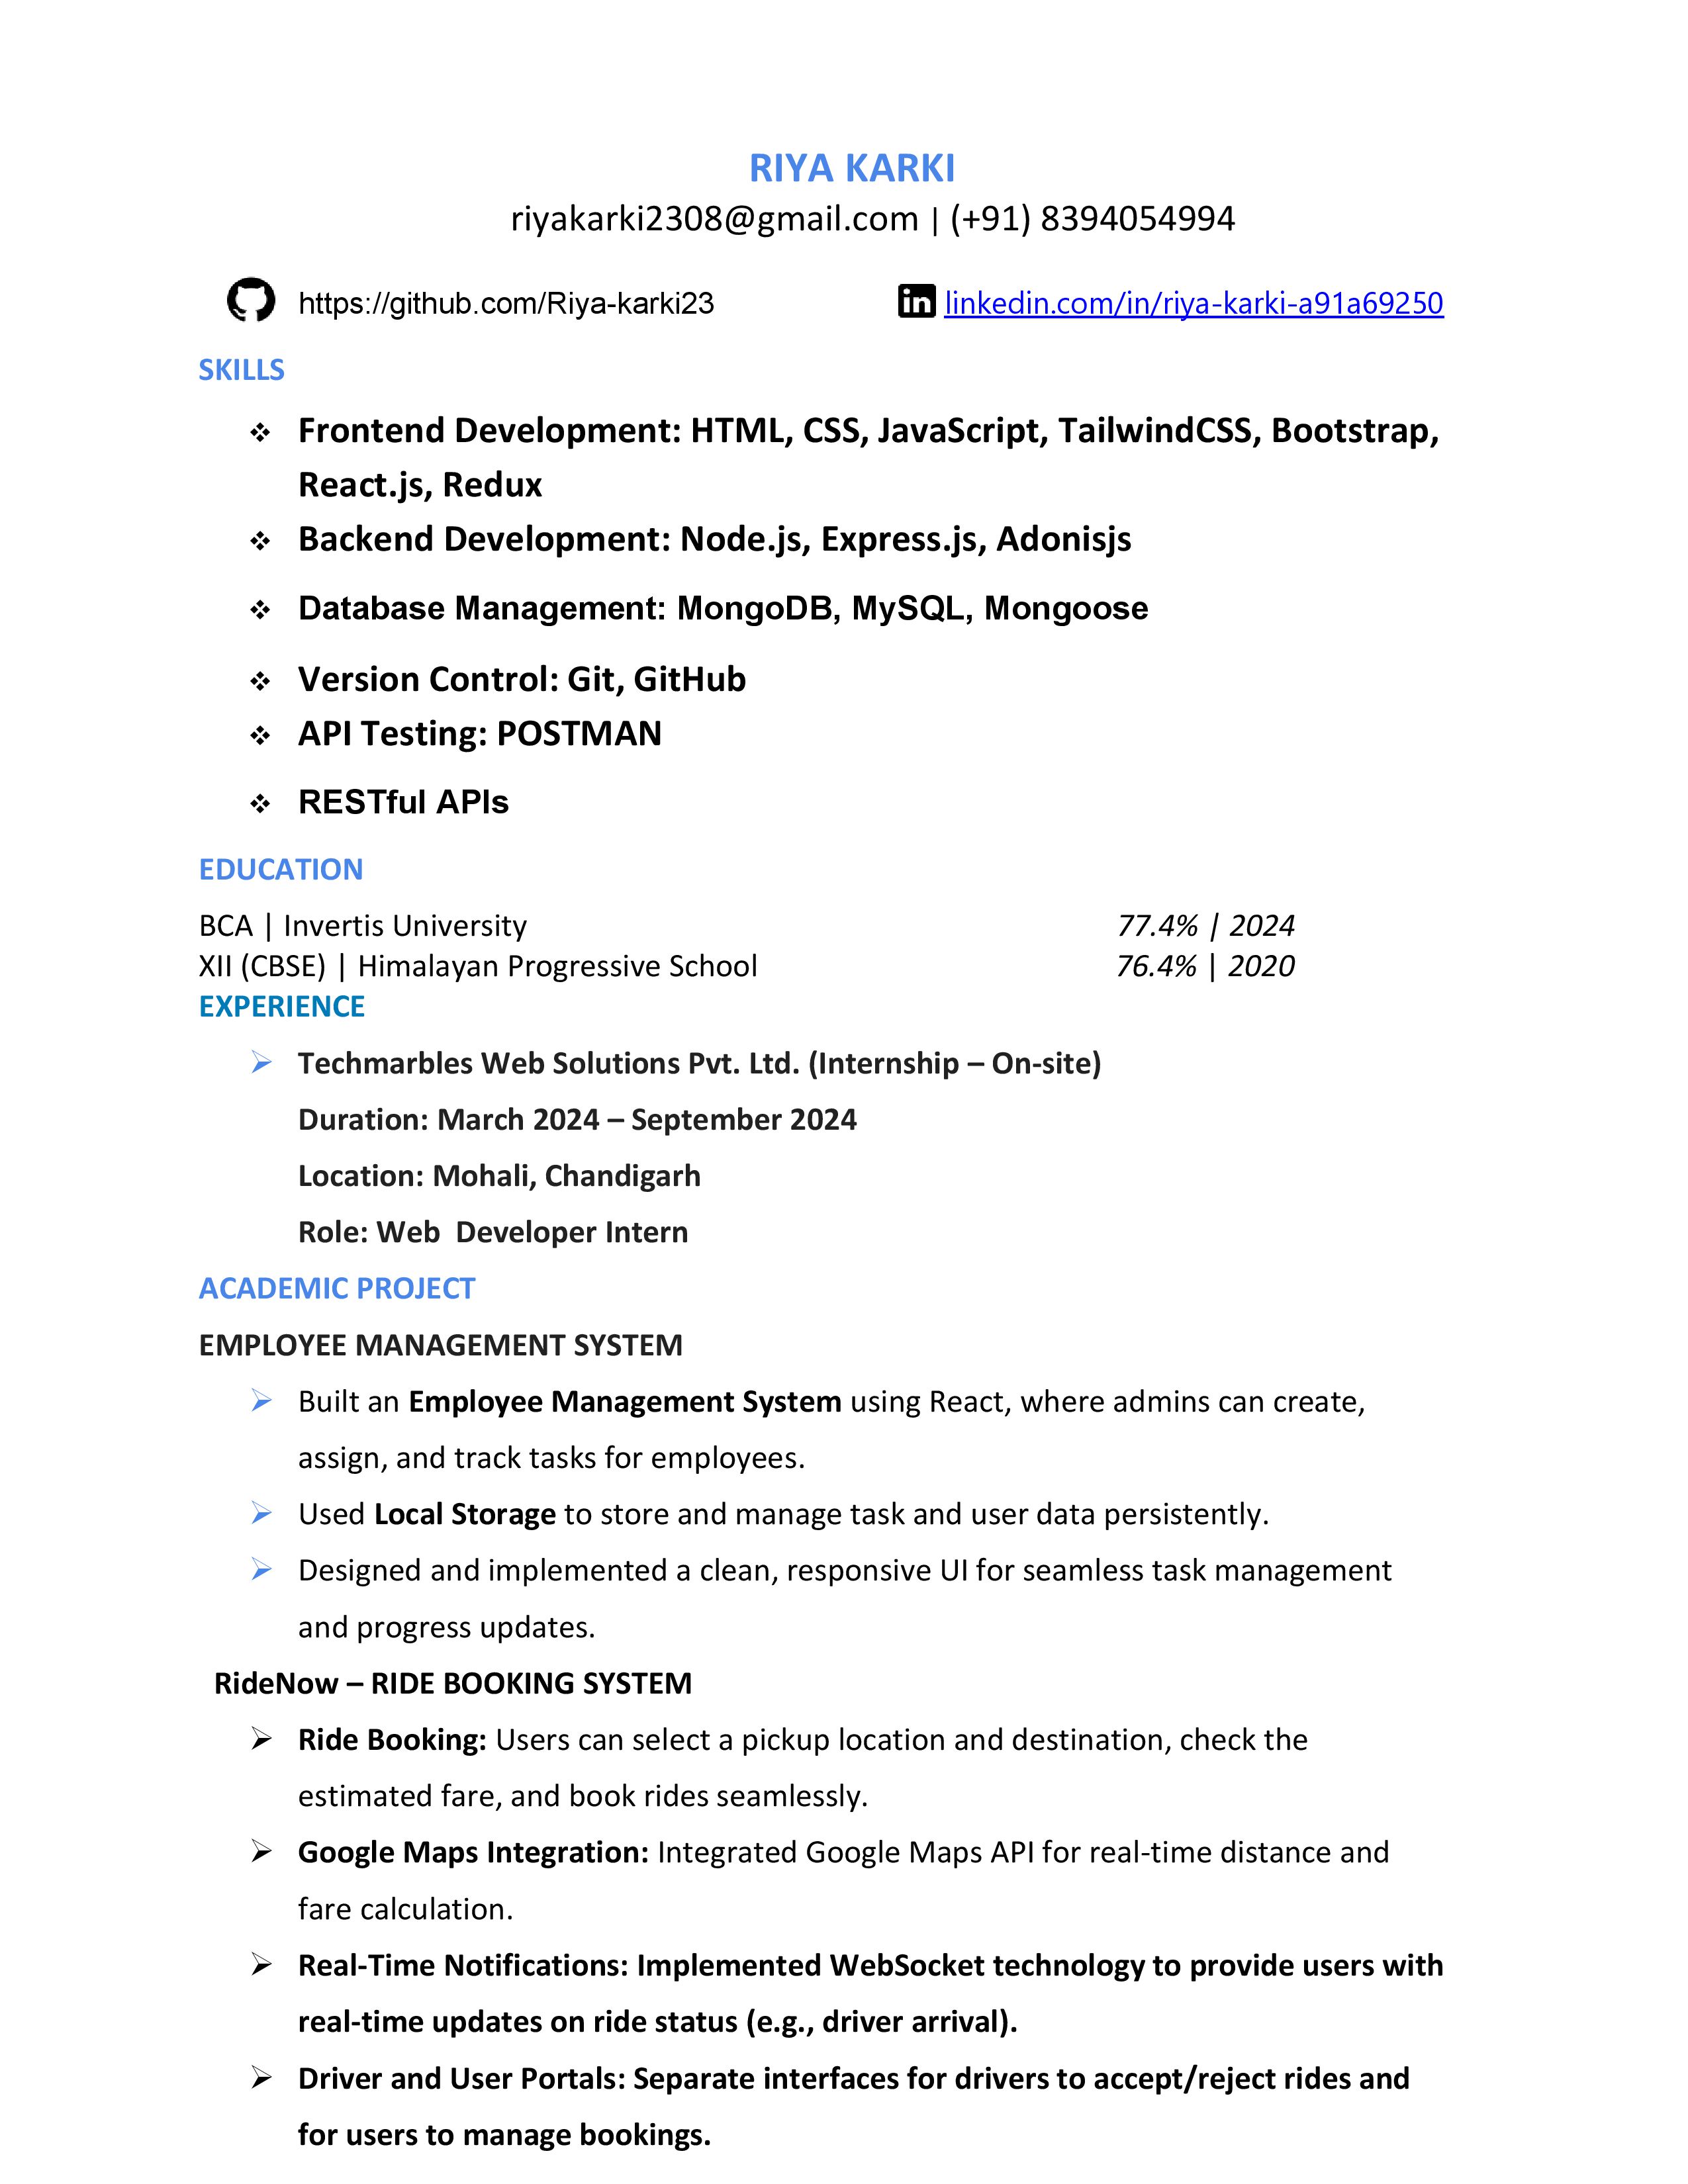 RIYA KARKI
riyakarki2308@gmail.com | (+91) 8394054994
https://github.com/Riya-karki23 linkedin.com/in/riya-karki-a91a69250
SKILLS
❖ Frontend Development: HTML, CSS, JavaScript, TailwindCSS, Bootstrap,
React.js, Redux
❖ Backend Development: Node.js, Express.js, Adonisjs
❖ Database Management: MongoDB, MySQL, Mongoose
❖ Version Control: Git, GitHub
❖ API Testing: POSTMAN
❖ RESTful APIs
EDUCATION
BCA | Invertis University 77.4% | 2024
XII (CBSE) | Himalayan Progressive School 76.4% | 2020
EXPERIENCE
➢ Techmarbles Web Solutions Pvt. Ltd. (Internship – On-site)
Duration: March 2024 – September 2024
Location: Mohali, Chandigarh
Role: Web  Developer Intern
ACADEMIC PROJECT
EMPLOYEE MANAGEMENT SYSTEM
➢ Built an Employee Management System using React, where admins can create,
assign, and track tasks for employees.
➢ Used Local Storage to store and manage task and user data persistently.
➢ Designed and implemented a clean, responsive UI for seamless task management
and progress updates.
RideNow – RIDE BOOKING SYSTEM
➢ Ride Booking: Users can select a pickup location and destination, check the
estimated fare, and book rides seamlessly.
➢ Google Maps Integration: Integrated Google Maps API for real-time distance and
fare calculation.
➢ Real-Time Notifications: Implemented WebSocket technology to provide users with
real-time updates on ride status (e.g., driver arrival).
➢ Driver and User Portals: Separate interfaces for drivers to accept/reject rides and
for users to manage bookings.